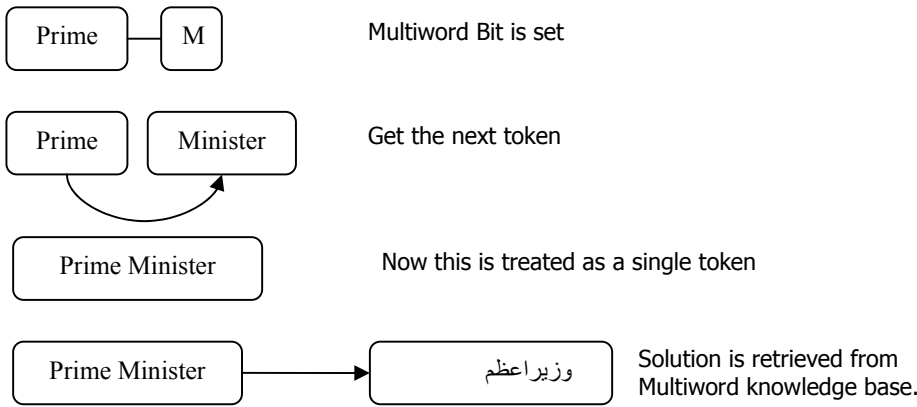 Prime M Multiword Bit is set
Prime Minister Get the next token
Prime Minister Now this is treated as a single token
Prime Minister وزیراعظم Solution is retrieved from
Multiword knowledge base.